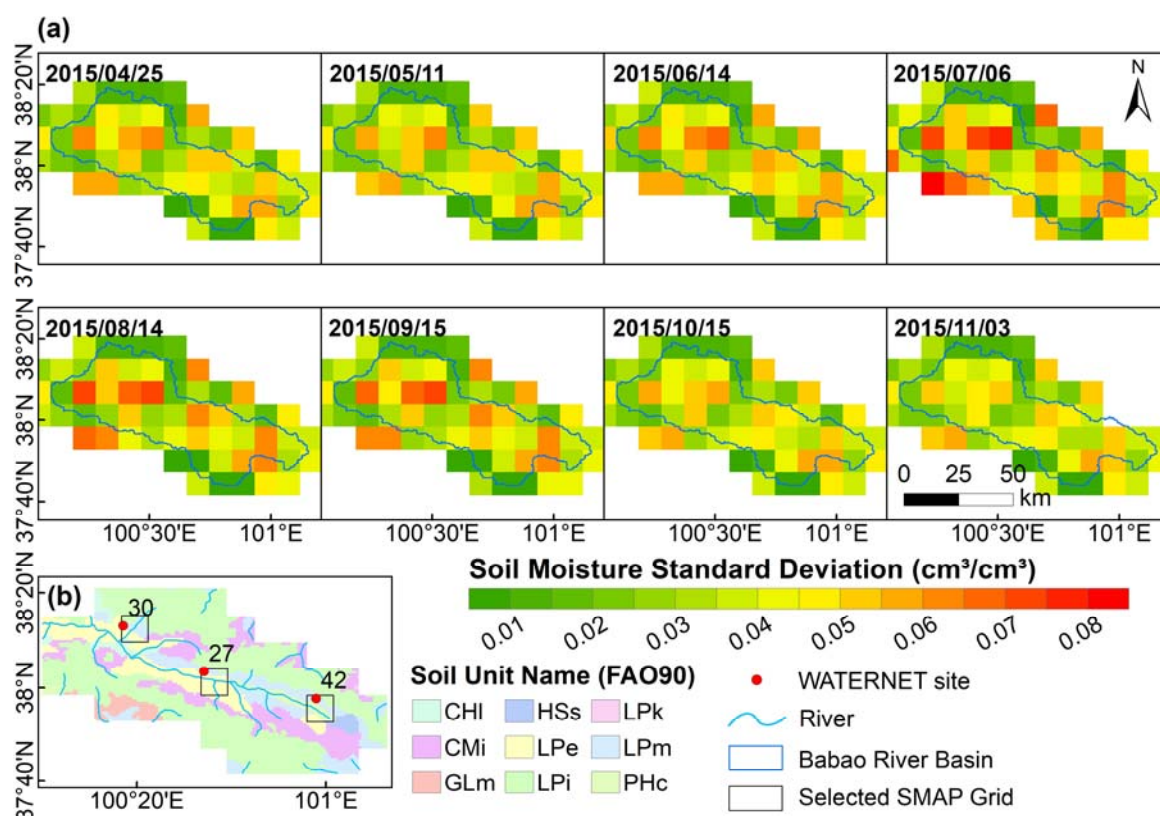 (a)
2015/04/25 2015/05/11 2015/06/14 2015/07/06
N
38°20'N
38°N
37°40'N
2015/08/14 2015/09/15 2015/10/15 2015/11/03
38°20'N
38°N
37°40'N
0 25 50
km
100°30'E 101°E 100°30'E 101°E 100°30'E 101°E 100°30'E 101°E
(b)
38°20'N
38°N
37°40'N
30
27
42
100°20'E 101°E
Soil Moisture Standard Deviation (cm³/cm³)
0.01 0.02 0.03 0.04 0.05 0.06 0.07 0.08
Soil Unit Name (FAO90)
CHl HSs LPk
CMi LPe LPm
GLm LPi PHc
WATERNET site
River
Babao River Basin
Selected SMAP Grid